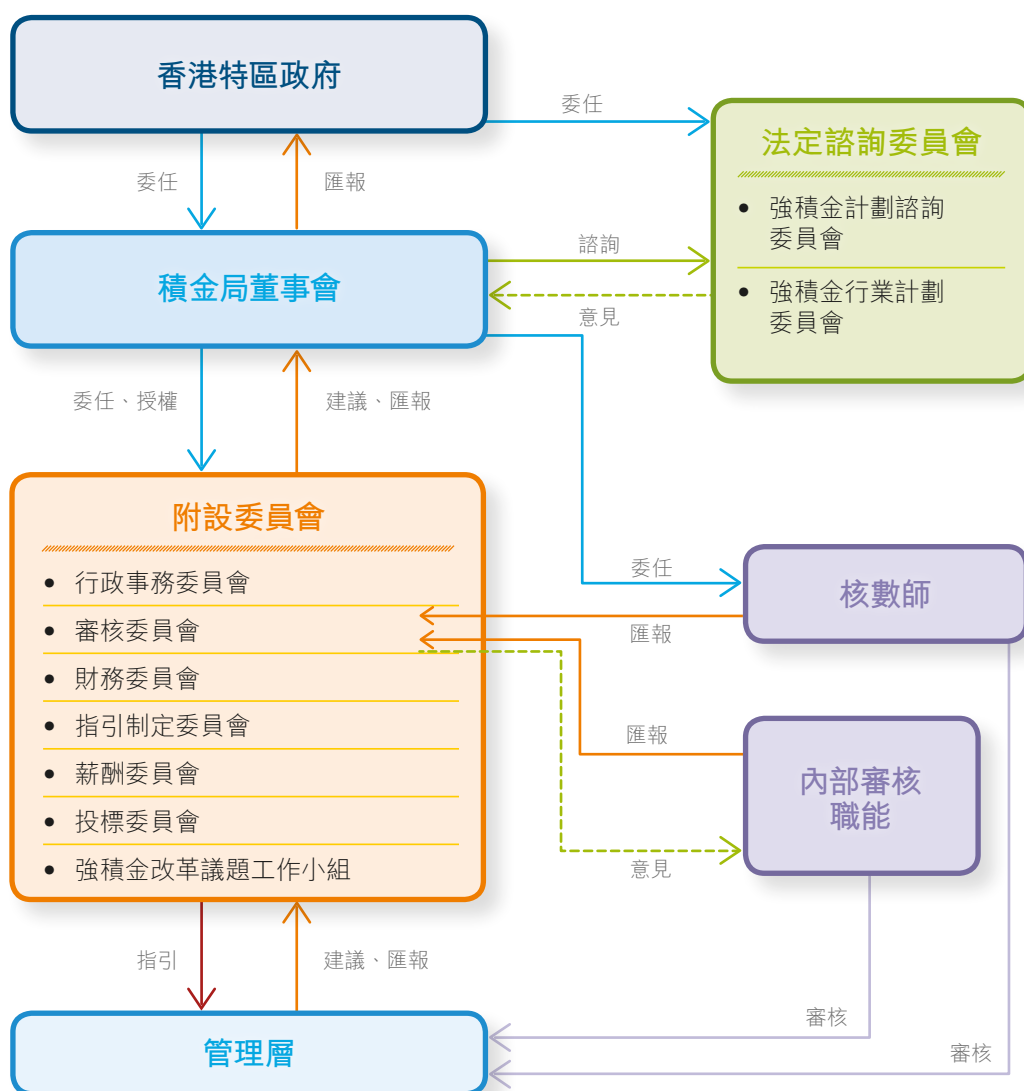 香港特區政府
委任
法定諮詢委員會
• 強積金計劃諮詢
委員會
• 強積金行業計劃
委員會
委任
匯報
諮詢
意見
積金局董事會
委任、授權
建議、匯報
附設委員會
• 行政事務委員會
• 審核委員會
• 財務委員會
• 指引制定委員會
• 薪酬委員會
• 投標委員會
• 強積金改革議題工作小組
委任
核數師
匯報
匯報
內部審核
職能
意見
指引
建議、匯報
審核
審核
管理層